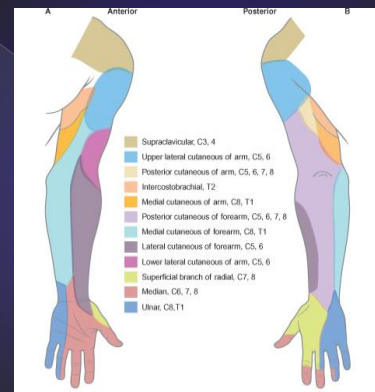 A Anterior Posterior B
Supraclavicular, C3, 4
Upper lateral cutaneous of arm, C5, 6
Posterior cutaneous of arm, C5, 6, 7, 8
Intercostobrachial, T2
Medial cutaneous of arm, C8, T1
Posterior cutaneous of forearm, C5, 6, 7, 8
Medial cutaneous of forearm, C8, T1
Lateral cutaneous of forearm, C5, 6
Lower lateral cutaneous of arm, C5, 6
Superficial branch of radial, C7, 8
Median, C6, 7, 8
Ulnar, C8,T1